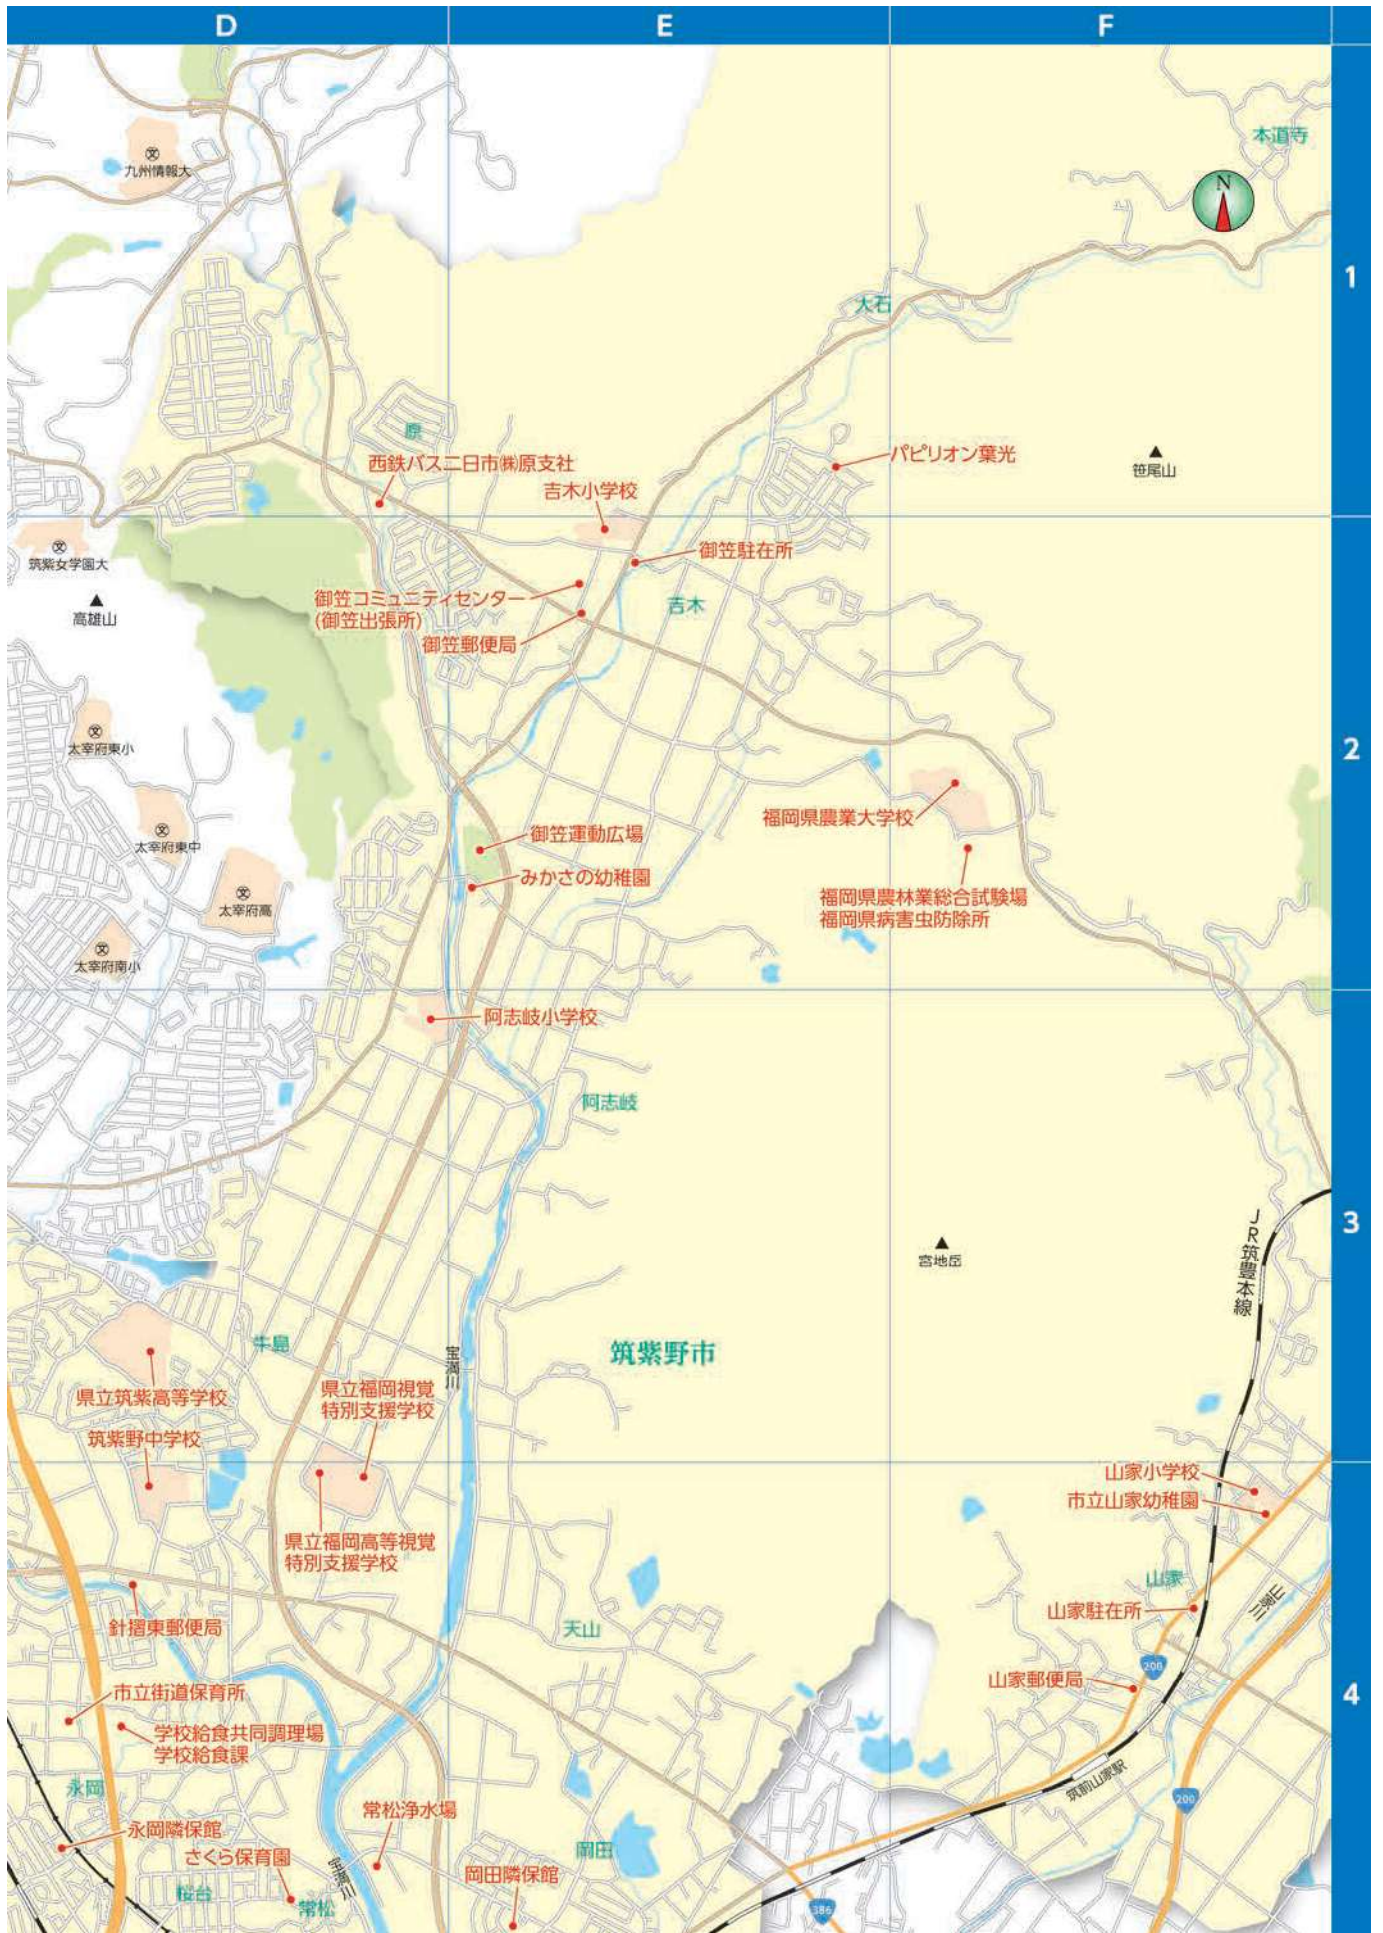 D
E
F
本道寺
九州情報大
N
1
大石
原
西鉄バス二日市㈱原支社
パピリオン葉光
笹尾山
吉木小学校
御笠駐在所
筑紫女学園大
高雄山
御笠コミュニティセンター
(御笠出張所)
吉木
御笠郵便局
太宰府東小
2
福岡県農業大学校
御笠運動広場
太宰府東中
みかさの幼稚園
太宰府高
福岡県農林業総合試験場
福岡県病害虫防除所
太宰府南小
阿志岐小学校
阿志岐
3
JR筑豊本線
宮地岳
牛島
宝満川
筑紫野市
県立筑紫高等学校
県立福岡視覚
特別支援学校
筑紫野中学校
山家小学校
市立山家幼稚園
県立福岡高等視覚
特別支援学校
山家
山家川
山家駐在所
針摺東郵便局
天山
200
山家郵便局
4
市立街道保育所
学校給食共同調理場
学校給食課
永岡
筑前山家駅
200
常松浄水場
永岡隣保館
さくら保育園
岡田
宝満川
岡田隣保館
桜台
常松
386